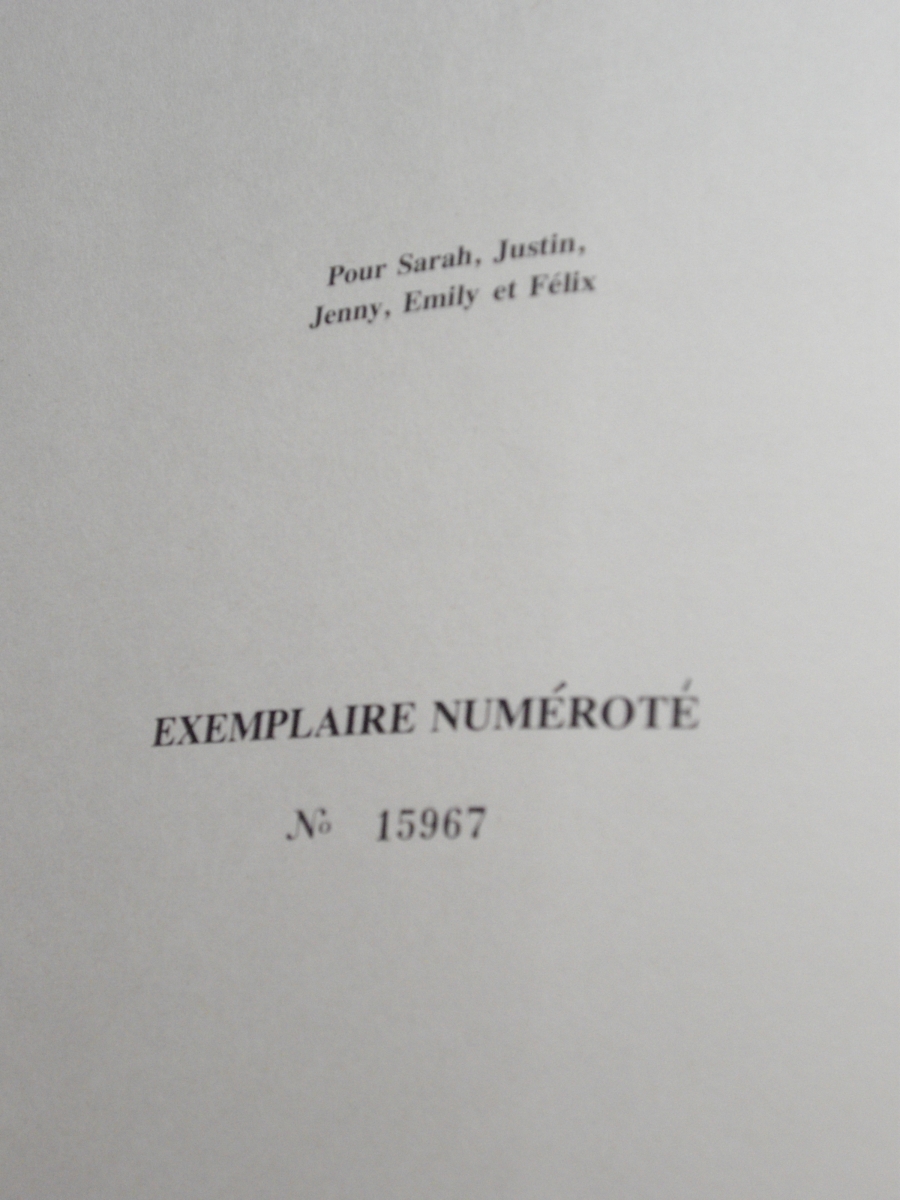 Pour Sarah, Justin,
Jenny, Emily et Félix
EXEMPLAIRE NUMÉROTÉ
No 15967